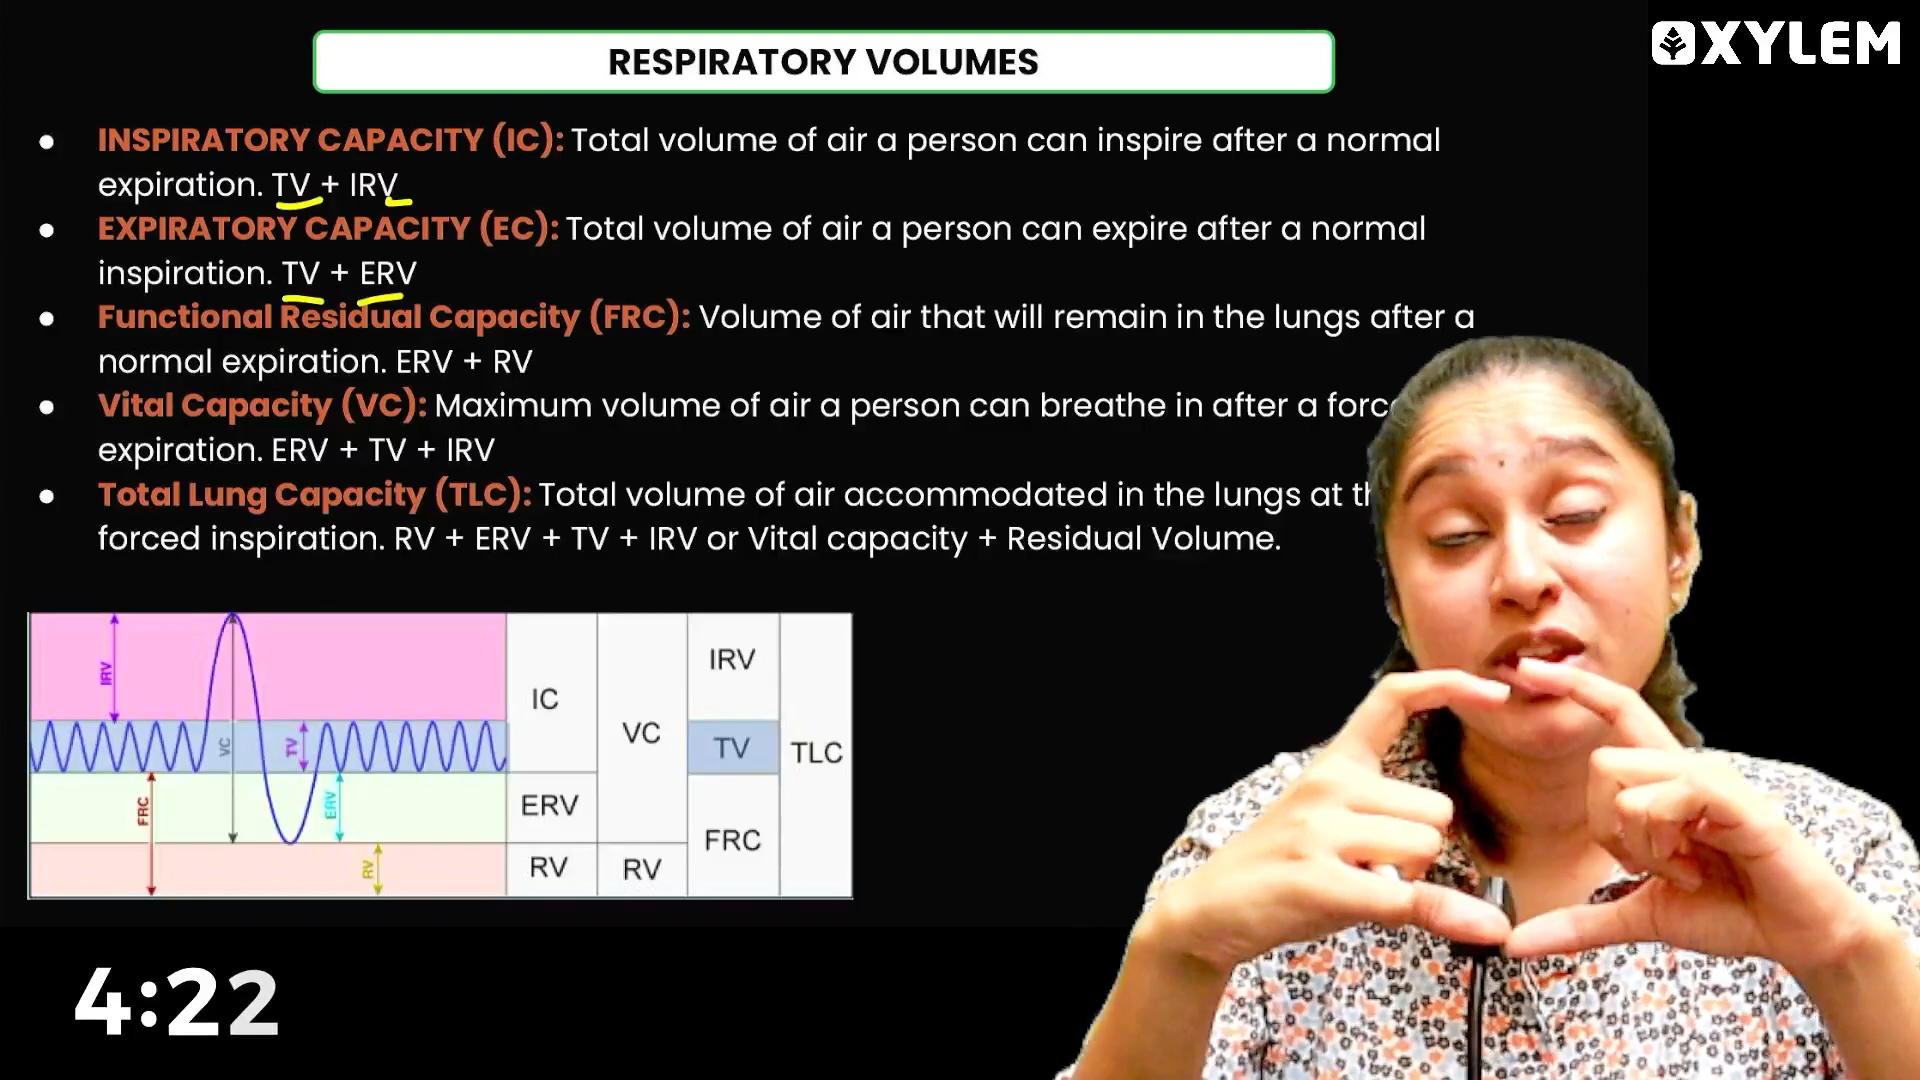 XYLEM
RESPIRATORY VOLUMES
INSPIRATORY CAPACITY (IC): Total volume of air a person can inspire after a normal
expiration. TV + IRV
EXPIRATORY CAPACITY (EC): Total volume of air a person can expire after a normal
inspiration. TV + ERV
Functional Residual Capacity (FRC): Volume of air that will remain in the lungs after a
normal expiration. ERV + RV
Vital Capacity (VC): Maximum volume of air a person can breathe in after a
expiration. ERV + TV + IRV
Total Lung Capacity (TLC): Total volume of air accommodated in the lungs at
forced inspiration. RV + ERV + TV + IRV or Vital capacity + Residual Volume.
IRV
VC
TV
FRC
ERV
RV
IC
ERV
RV
VC
RV
IRV
TV
FRC
TLC
4:22